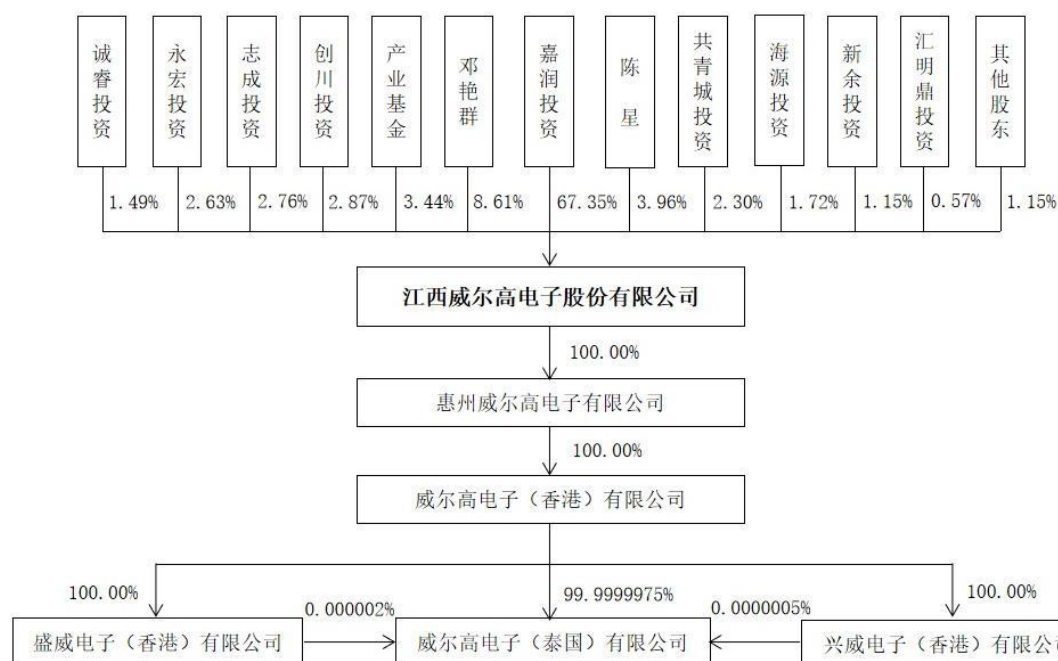 诚睿投资
永宏投资
志成投资
创川投资
产业基金
邓艳群
嘉润投资
陈星
共青城投资
海源投资
新余投资
汇明鼎投资
其他股东
1.49%
2.63%
2.76%
2.87%
3.44%
8.61%
67.35%
3.96%
2.30%
1.72%
1.15%
0.57%
1.15%
江西威尔高电子股份有限公司
100.00%
惠州威尔高电子有限公司
100.00%
威尔高电子（香港）有限公司
100.00%
99.9999975%
100.00%
0.000002%
0.0000005%
盛威电子（香港）有限公司
威尔高电子（泰国）有限公司
兴威电子（香港）有限公司